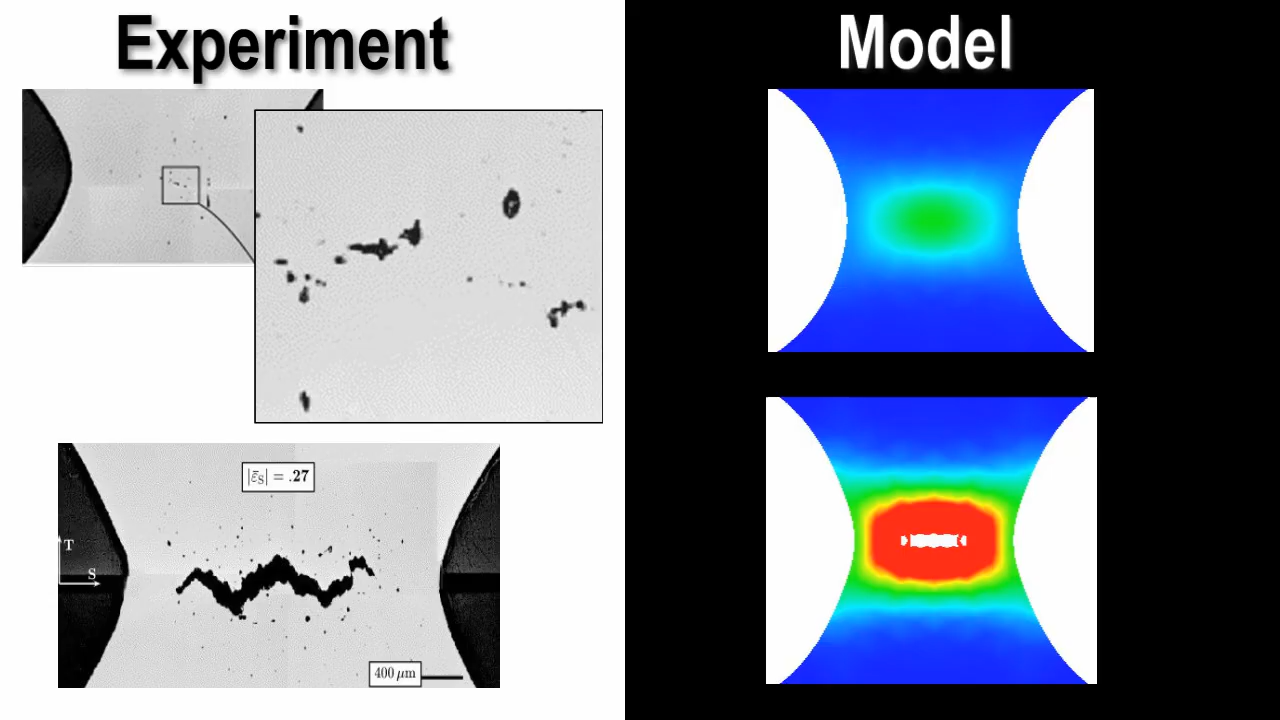 Experiment
Model
|ε̄S| = .27
T
S
400 μm